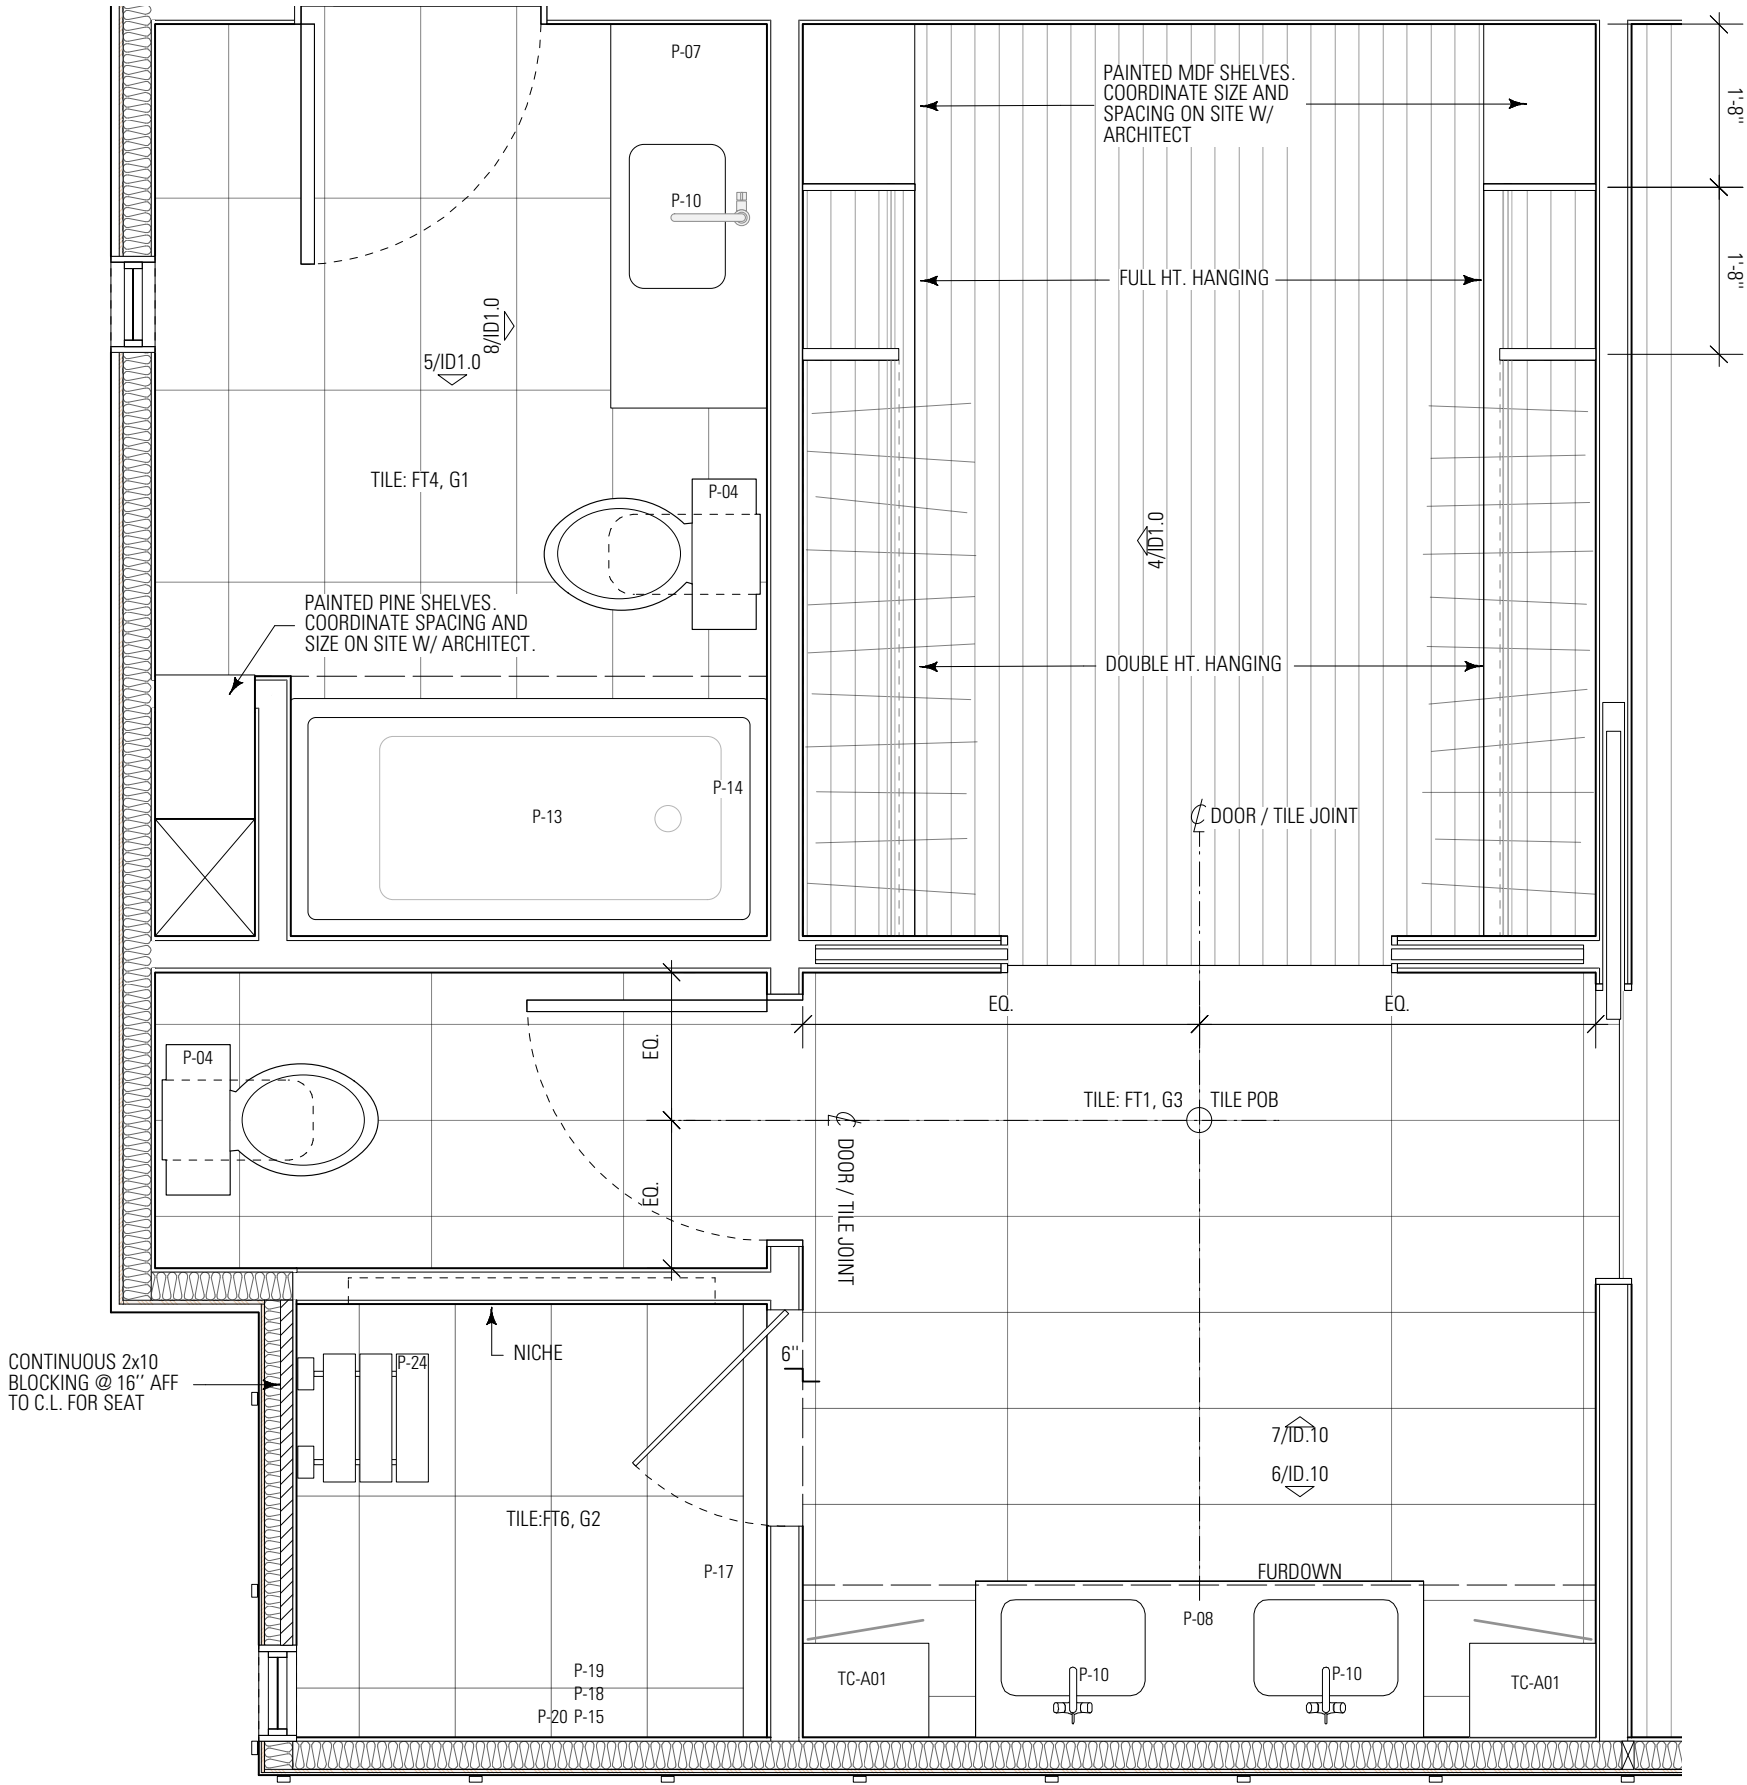 P-07
PAINTED MDF SHELVES.
COORDINATE SIZE AND
SPACING ON SITE W/
ARCHITECT
1'-8"
P-10
1'-8"
FULL HT. HANGING
8/ID1.0
5/ID1.0
TILE: FT4, G1
P-04
4/ID1.0
PAINTED PINE SHELVES.
COORDINATE SPACING AND
SIZE ON SITE W/ ARCHITECT.
DOUBLE HT. HANGING
P-14
P-13
℄ DOOR / TILE JOINT
EQ.
EQ.
EQ.
P-04
TILE: FT1, G3
TILE POB
℄ DOOR / TILE JOINT
EQ.
NICHE
6"
CONTINUOUS 2x10
BLOCKING @ 16'' AFF
TO C.L. FOR SEAT
P-24
7/ID.10
6/ID.10
TILE:FT6, G2
P-17
FURDOWN
P-08
P-19
P-18
P-20 P-15
TC-A01
P-10
P-10
TC-A01